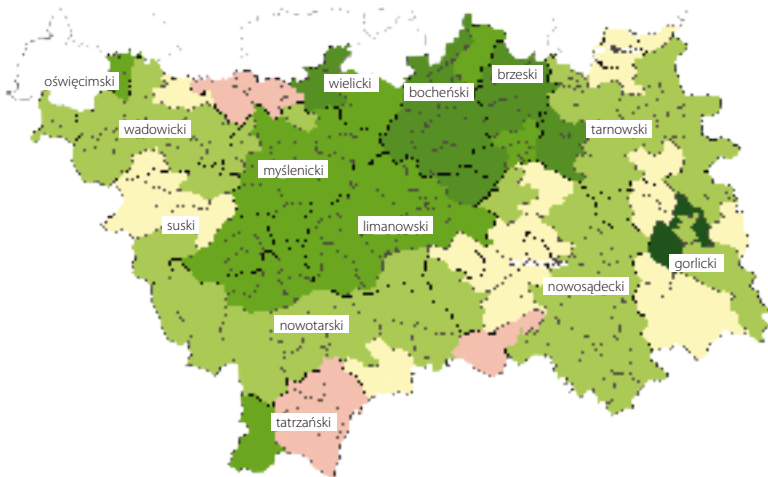 oświęcimski
wielicki
bocheński
brzeski
wadowicki
tarnowski
myślenicki
suski
limanowski
gorlicki
nowosądecki
nowotarski
tatrzański